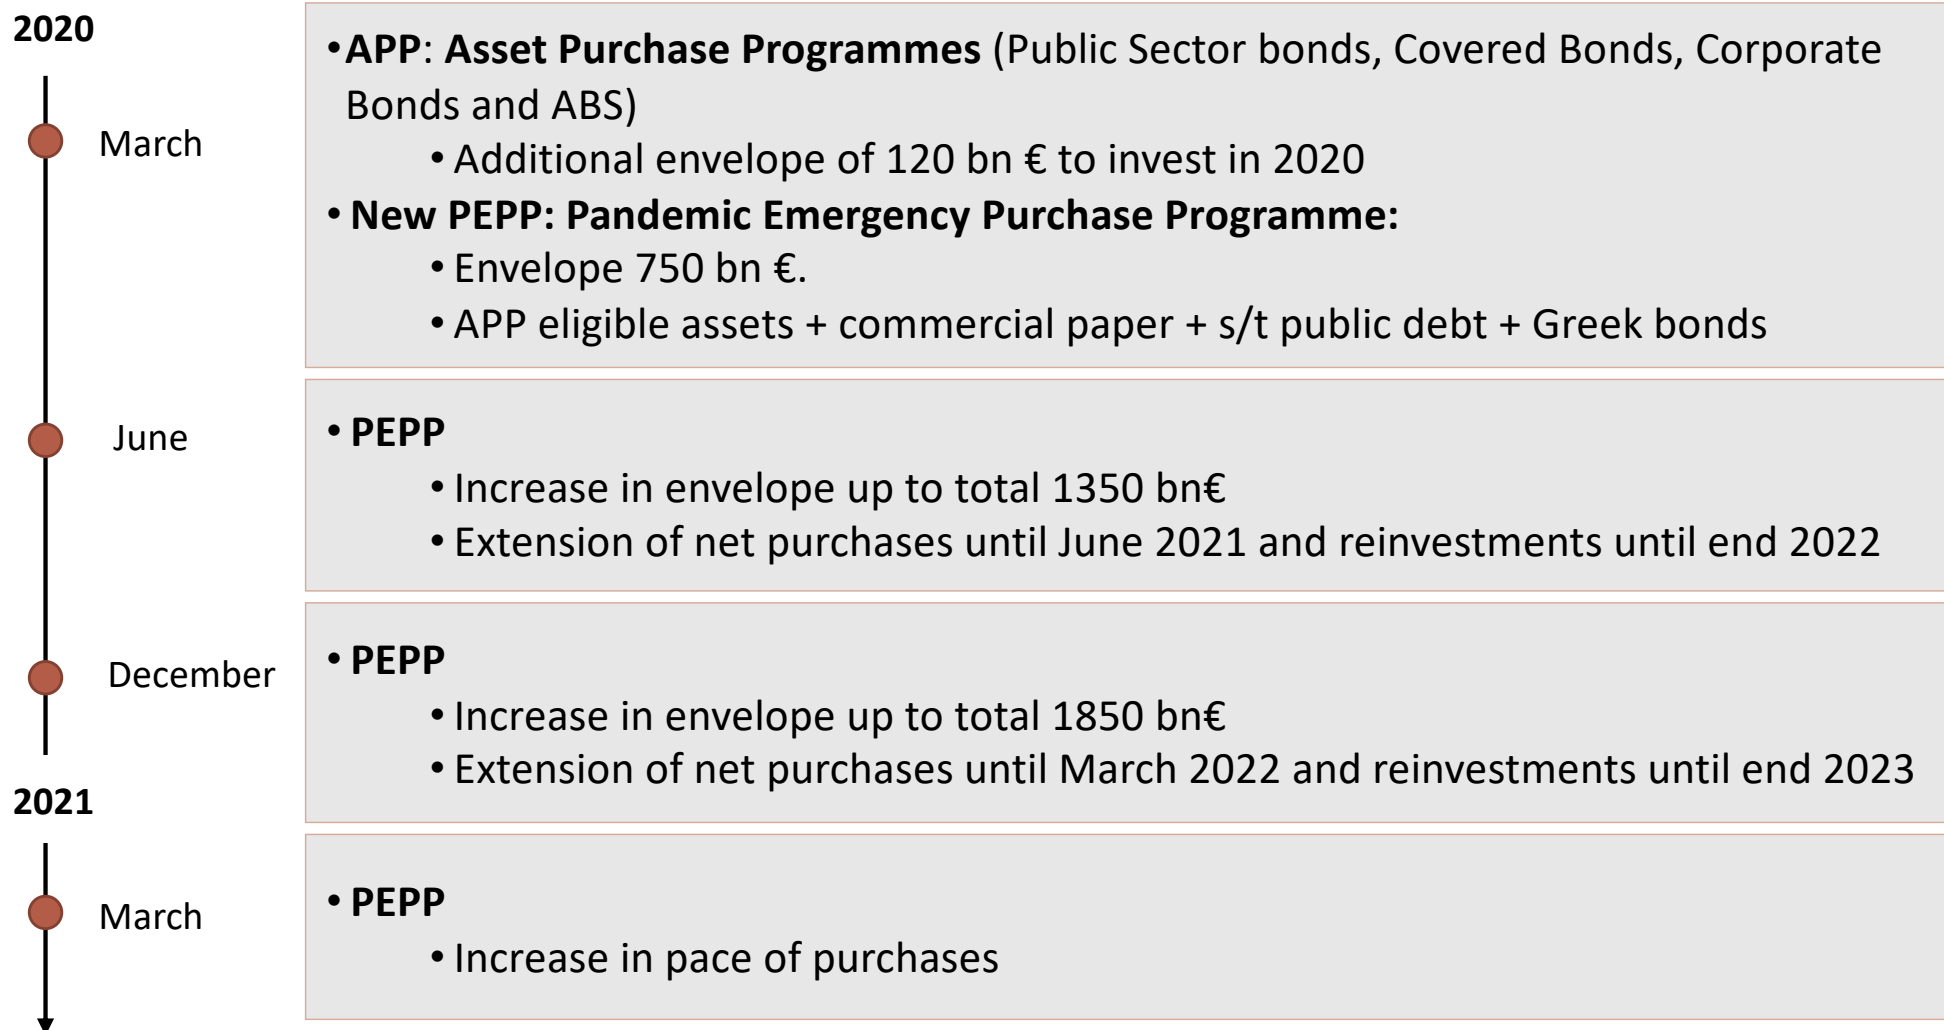 2020
March
•APP: Asset Purchase Programmes (Public Sector bonds, Covered Bonds, Corporate
Bonds and ABS)
• Additional envelope of 120 bn € to invest in 2020
• New PEPP: Pandemic Emergency Purchase Programme:
• Envelope 750 bn €.
• APP eligible assets + commercial paper + s/t public debt + Greek bonds
June
• PEPP
• Increase in envelope up to total 1350 bn€
• Extension of net purchases until June 2021 and reinvestments until end 2022
December
• PEPP
• Increase in envelope up to total 1850 bn€
• Extension of net purchases until March 2022 and reinvestments until end 2023
2021
March
• PEPP
• Increase in pace of purchases